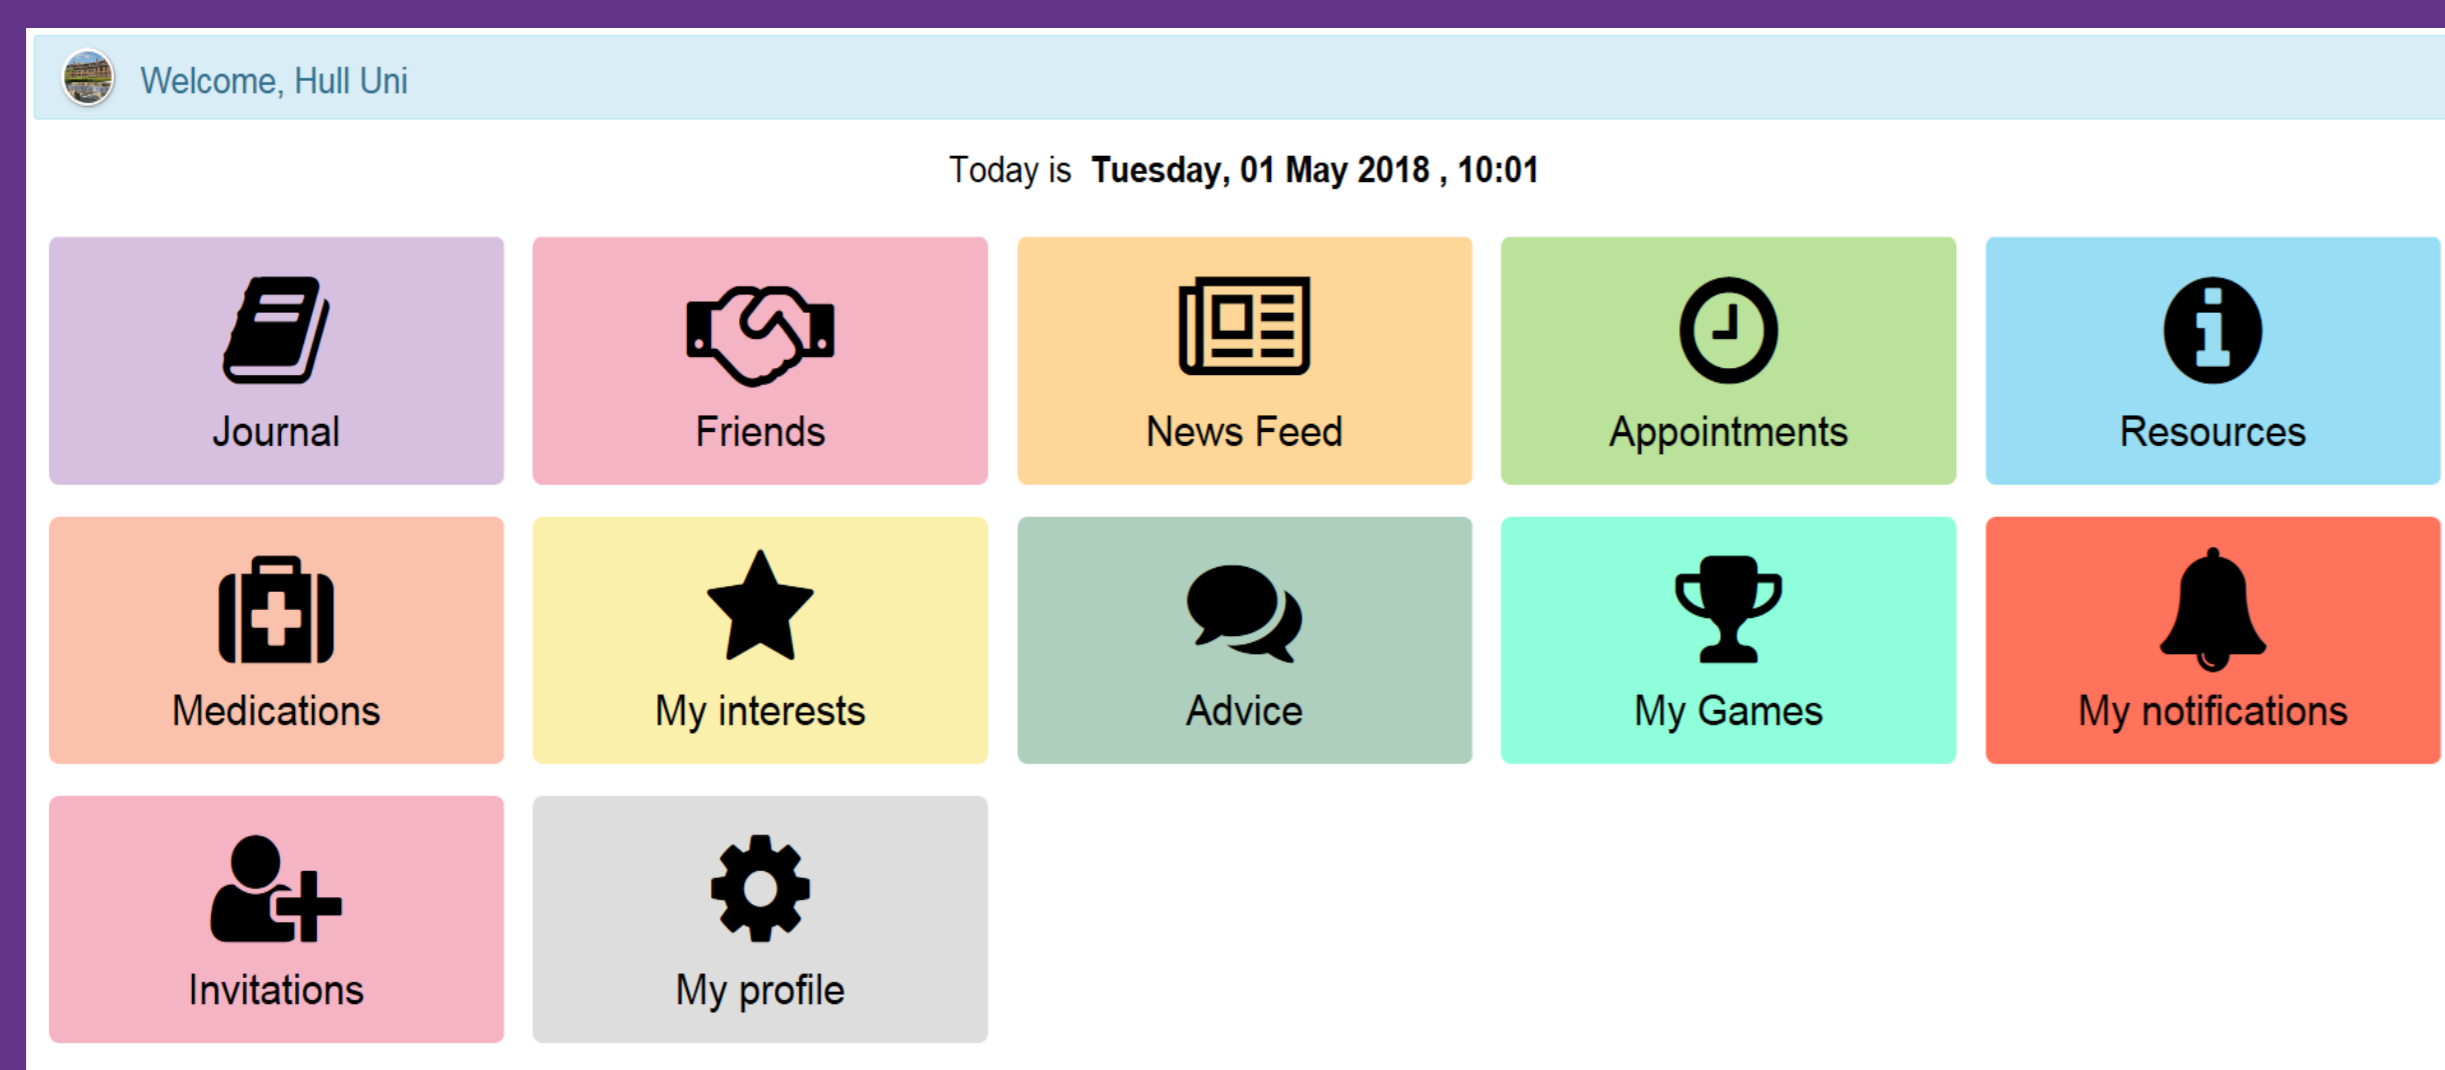 Welcome, Hull Uni
Today is Tuesday, 01 May 2018 , 10:01
Journal
Friends
News Feed
Appointments
Resources
Medications
My interests
Advice
My Games
My notifications
Invitations
My profile